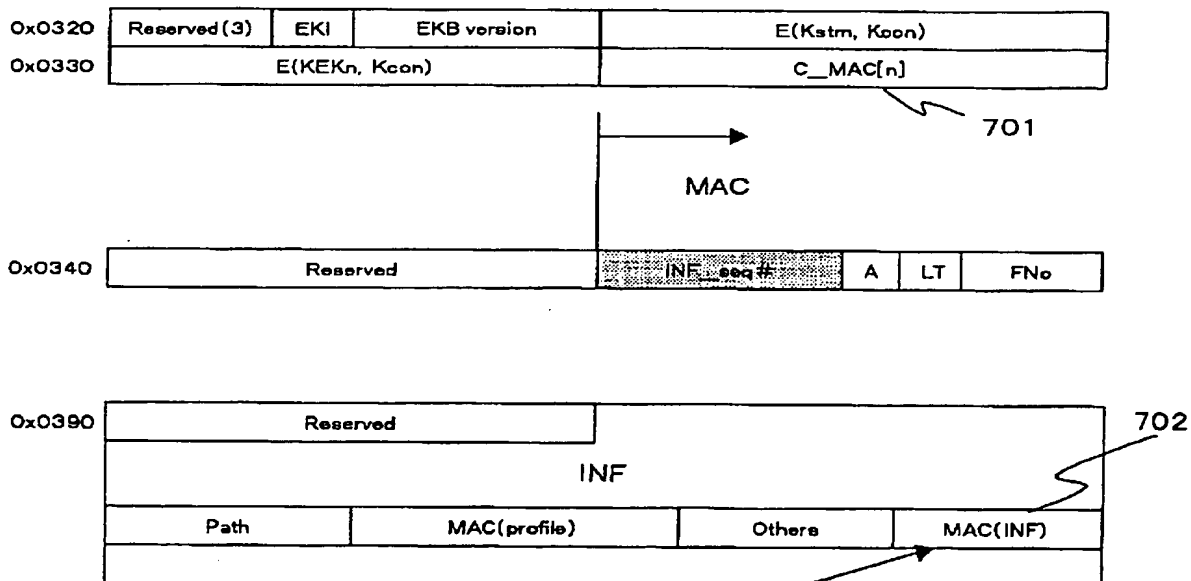 0x0320 Reserved(3) EKI EKB version E(Kstm, Kcon)
0x0330 E(KEKn, Kcon) C_MAC[n]
701
MAC
0x0340 Reserved INF_seq# A LT FNo
0x0390 Reserved
702
INF
Path MAC(profile) Others MAC(INF)